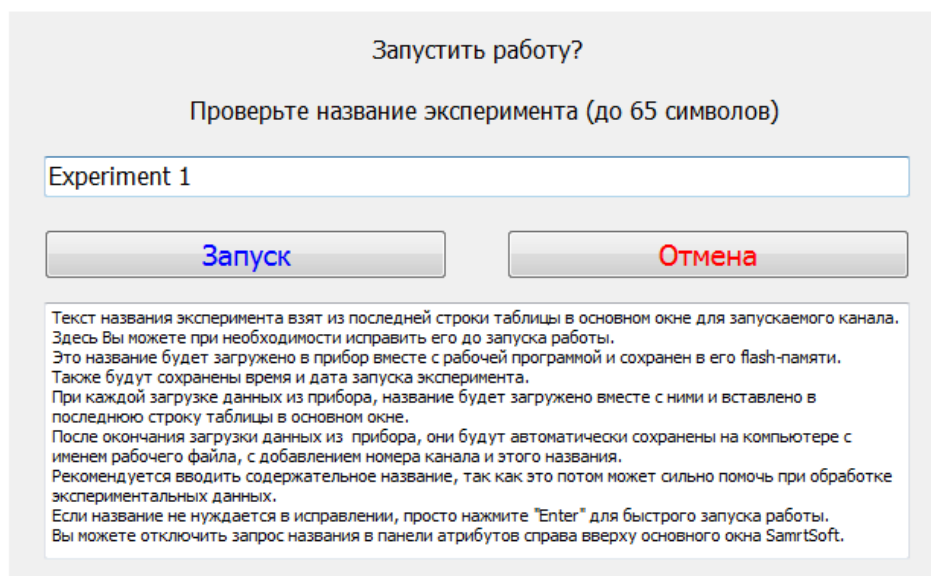 Запустить работу?
Проверьте название эксперимента (до 65 символов)
Experiment 1
Запуск
Отмена
Текст названия эксперимента взят из последней строки таблицы в основном окне для запускаемого канала.
Здесь Вы можете при необходимости исправить его до запуска работы.
Это название будет загружено в прибор вместе с рабочей программой и сохранен в его flash-памяти.
Также будут сохранены время и дата запуска эксперимента.
При каждой загрузке данных из прибора, название будет загружено вместе с ними и вставлено в
последнюю строку таблицы в основном окне.
После окончания загрузки данных из  прибора, они будут автоматически сохранены на компьютере с
именем рабочего файла, с добавлением номера канала и этого названия.
Рекомендуется вводить содержательное название, так как это потом может сильно помочь при обработке
экспериментальных данных.
Если название не нуждается в исправлении, просто нажмите "Enter" для быстрого запуска работы.
Вы можете отключить запрос названия в панели атрибутов справа вверху основного окна SamrtSoft.